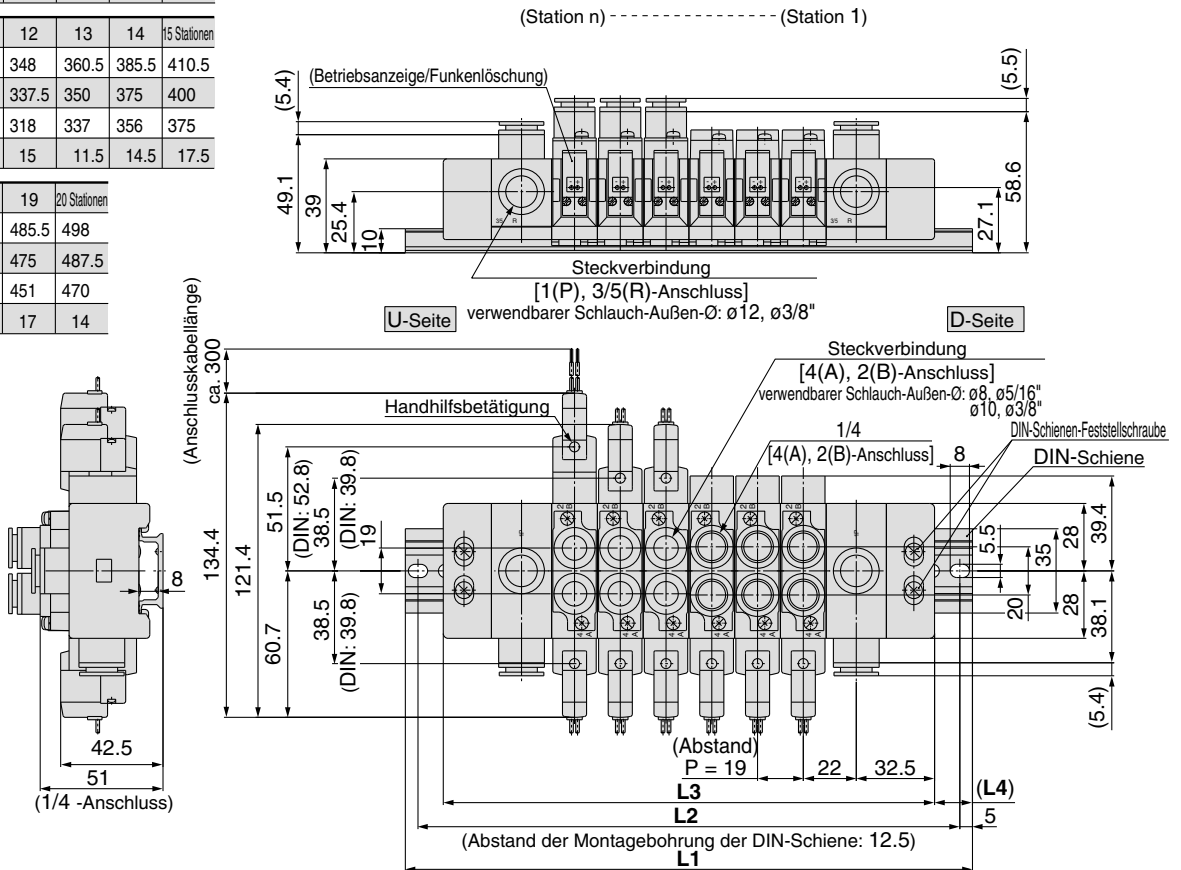 12 13 14 15 Stationen
348 360.5 385.5 410.5
337.5 350 375 400
318 337 356 375
15 11.5 14.5 17.5
19 20 Stationen
485.5 498
475 487.5
451 470
17 14
(Station n) (Station 1)
(Betriebsanzeige/Funkenlöschung)
(5.4)
49.1
39
25.4
10
(5.5)
58.6
27.1
3/5 R
3/5 R
Steckverbindung
[1(P), 3/5(R)-Anschluss]
verwendbarer Schlauch-Außen-Ø: ø12, ø3/8"
U-Seite
D-Seite
(Anschlusskabellänge)
ca. 300
Handhilfsbetätigung
Steckverbindung
[4(A), 2(B)-Anschluss]
verwendbarer Schlauch-Außen-Ø: ø8, ø5/16"
ø10, ø3/8"
1/4
[4(A), 2(B)-Anschluss]
DIN-Schienen-Feststellschraube
DIN-Schiene
8
134.4
121.4
60.7
51.5
(DIN: 52.8)
38.5
(DIN: 39.8)
19
38.5
(DIN: 39.8)
5.5
35
28
39.4
20
28
38.1
(5.4)
8
42.5
51
(1/4 -Anschluss)
(Abstand)
P = 19
22
32.5
L3
(L4)
L2
5
(Abstand der Montagebohrung der DIN-Schiene: 12.5)
L1